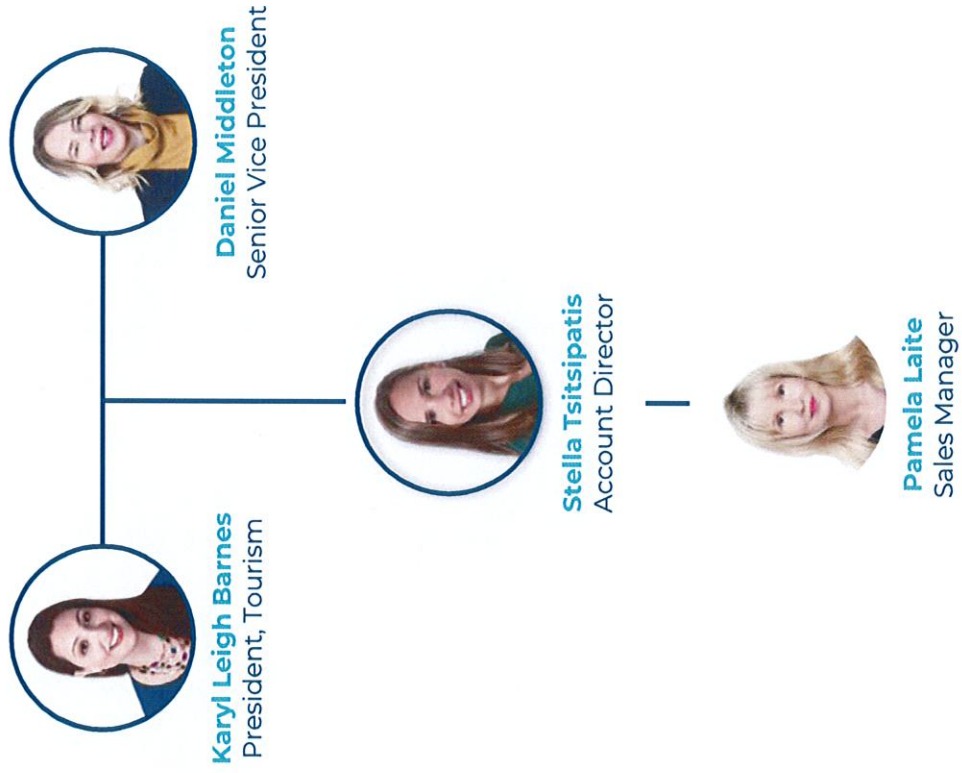 Karyl Leigh Barnes
President, Tourism
Daniel Middleton
Senior Vice President
Stella Tsitsipatis
Account Director
Pamela Laite
Sales Manager